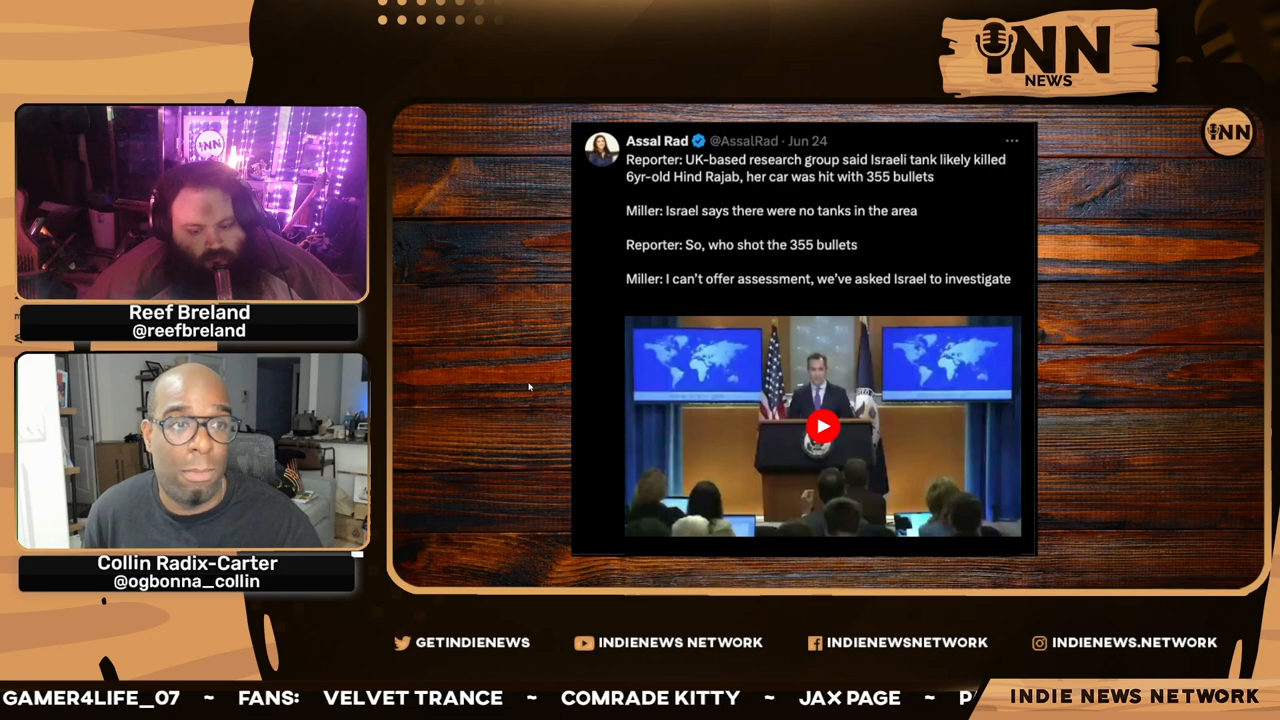 INN
NEWS
INN
INN
Assal Rad @AssalRad · Jun 24
Reporter: UK-based research group said Israeli tank likely killed
6yr-old Hind Rajab, her car was hit with 355 bullets
Miller: Israel says there were no tanks in the area
Reporter: So, who shot the 355 bullets
Miller: I can't offer assessment, we've asked Israel to investigate
Reef Breland
@reefbreland
Collin Radix-Carter
@ogbonna_collin
GETINDIENEWS
INDIENEWS NETWORK
INDIENEWSNETWORK
INDIENEWS.NETWORK
GAMER4LIFE_07 ~ FANS: VELVET TRANCE ~ COMRADE KITTY ~ JAX PAGE ~ P
INDIE NEWS NETWORK